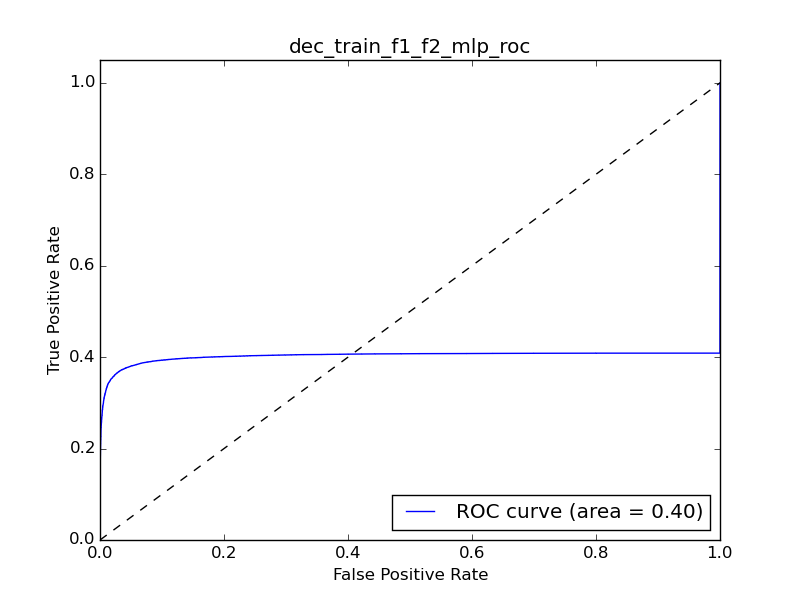 dec_train_f1_f2_mlp_roc
1.0
0.8
0.6
0.4
0.2
0.0
True Positive Rate
0.0 0.2 0.4 0.6 0.8 1.0
False Positive Rate
ROC curve (area = 0.40)